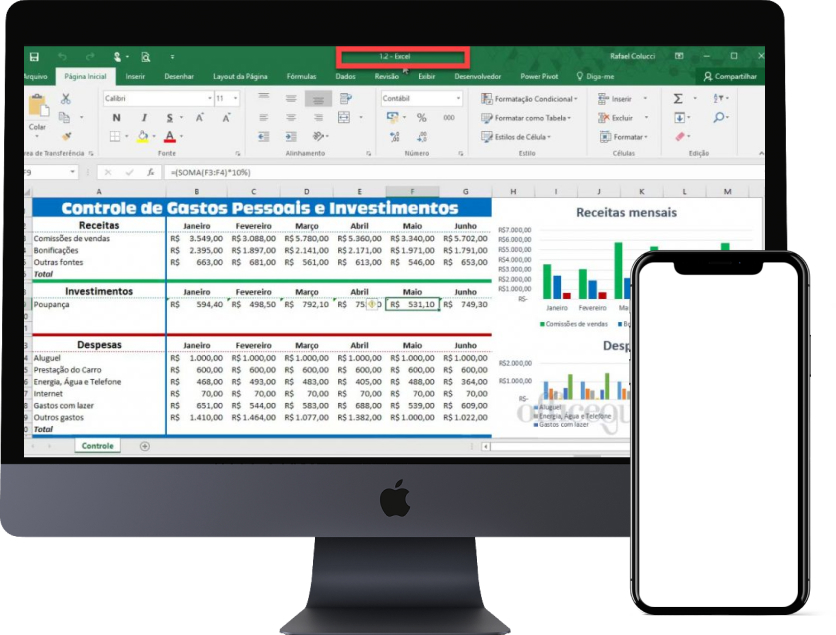 1.2 - Excel
Rafael Colucci
Arquivo Página Inicial Inserir Desenhar Layout da Página Fórmulas Dados Revisão Exibir Desenvolvedor Power Pivot Diga-me Compartilhar
Calibri 11 Contábil Formatação Condicional Inserir
Colar N I S % 000 Formatar como Tabela Excluir
Estilos de Célula Formatar
Fonte Alinhamento Número Estilo Células Edição
F9 fx =(SOMA(F3:F4)*10%)
A B C D E F G H I J K L M
Controle de Gastos Pessoais e Investimentos
Receitas Janeiro Fevereiro Março Abril Maio Junho
Comissões de vendas R$ 3.549,00 R$ 3.088,00 R$ 5.780,00 R$ 5.360,00 R$ 3.340,00 R$ 5.702,00
Bonificações R$ 2.395,00 R$ 1.897,00 R$ 2.141,00 R$ 2.171,00 R$ 1.971,00 R$ 1.791,00
Outras fontes R$ 663,00 R$ 681,00 R$ 561,00 R$ 613,00 R$ 546,00 R$ 653,00
Total
Investimentos Janeiro Fevereiro Março Abril Maio Junho
Poupança R$ 594,40 R$ 498,50 R$ 792,10 R$ R$ 531,10 R$ 749,30
Despesas Janeiro Fevereiro Março Abril Maio Junho
Aluguel R$ 1.000,00 R$ 1.000,00 R$ 1.000,00 R$ 1.000,00 R$ 1.000,00 R$ 1.000,00
Prestação do Carro R$ 600,00 R$ 600,00 R$ 600,00 R$ 600,00 R$ 600,00 R$ 600,00
Energia, Água e Telefone R$ 468,00 R$ 493,00 R$ 483,00 R$ 405,00 R$ 488,00 R$ 364,00
Internet R$ 70,00 R$ 70,00 R$ 70,00 R$ 70,00 R$ 70,00 R$ 70,00
Gastos com lazer R$ 651,00 R$ 544,00 R$ 583,00 R$ 688,00 R$ 539,00 R$ 609,00
Outros gastos R$ 1.410,00 R$ 1.464,00 R$ 1.077,00 R$ 1.382,00 R$ 1.000,00 R$ 1.022,00
Total
Controle
Receitas mensais
R$7.000,00
R$6.000,00
R$5.000,00
R$4.000,00
R$3.000,00
R$2.000,00
R$1.000,00
R$-
Janeiro Fevereiro
Comissões de vendas
R$2.000,00
R$1.000,00
R$-
Aluguel
Energia, Água e Telefone
Gastos com lazer